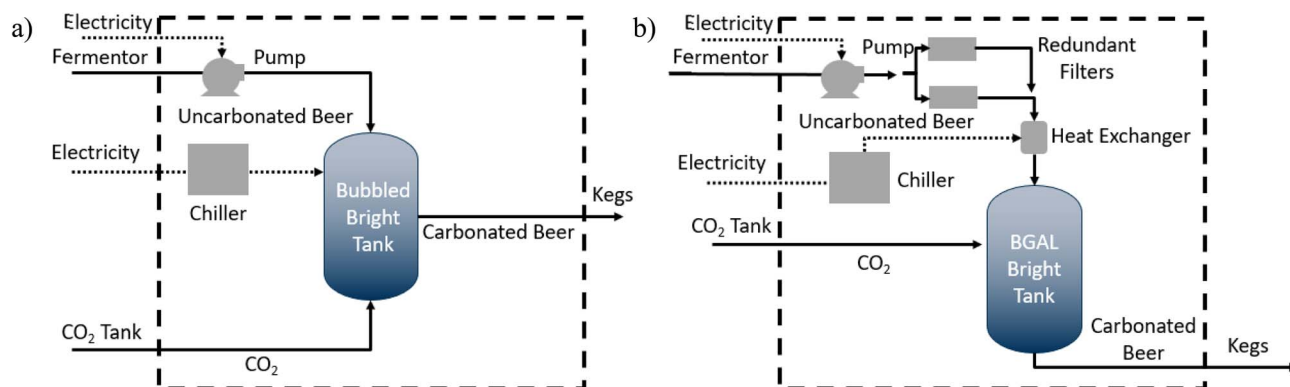 a)
Electricity
Fermentor
Pump
Uncarbonated Beer
Electricity
Chiller
Bubbled
Bright
Tank
Kegs
Carbonated Beer
CO₂ Tank
CO₂
b)
Electricity
Fermentor
Pump
Redundant
Filters
Uncarbonated Beer
Heat Exchanger
Electricity
Chiller
CO₂ Tank
CO₂
BGAL
Bright
Tank
Carbonated
Beer
Kegs